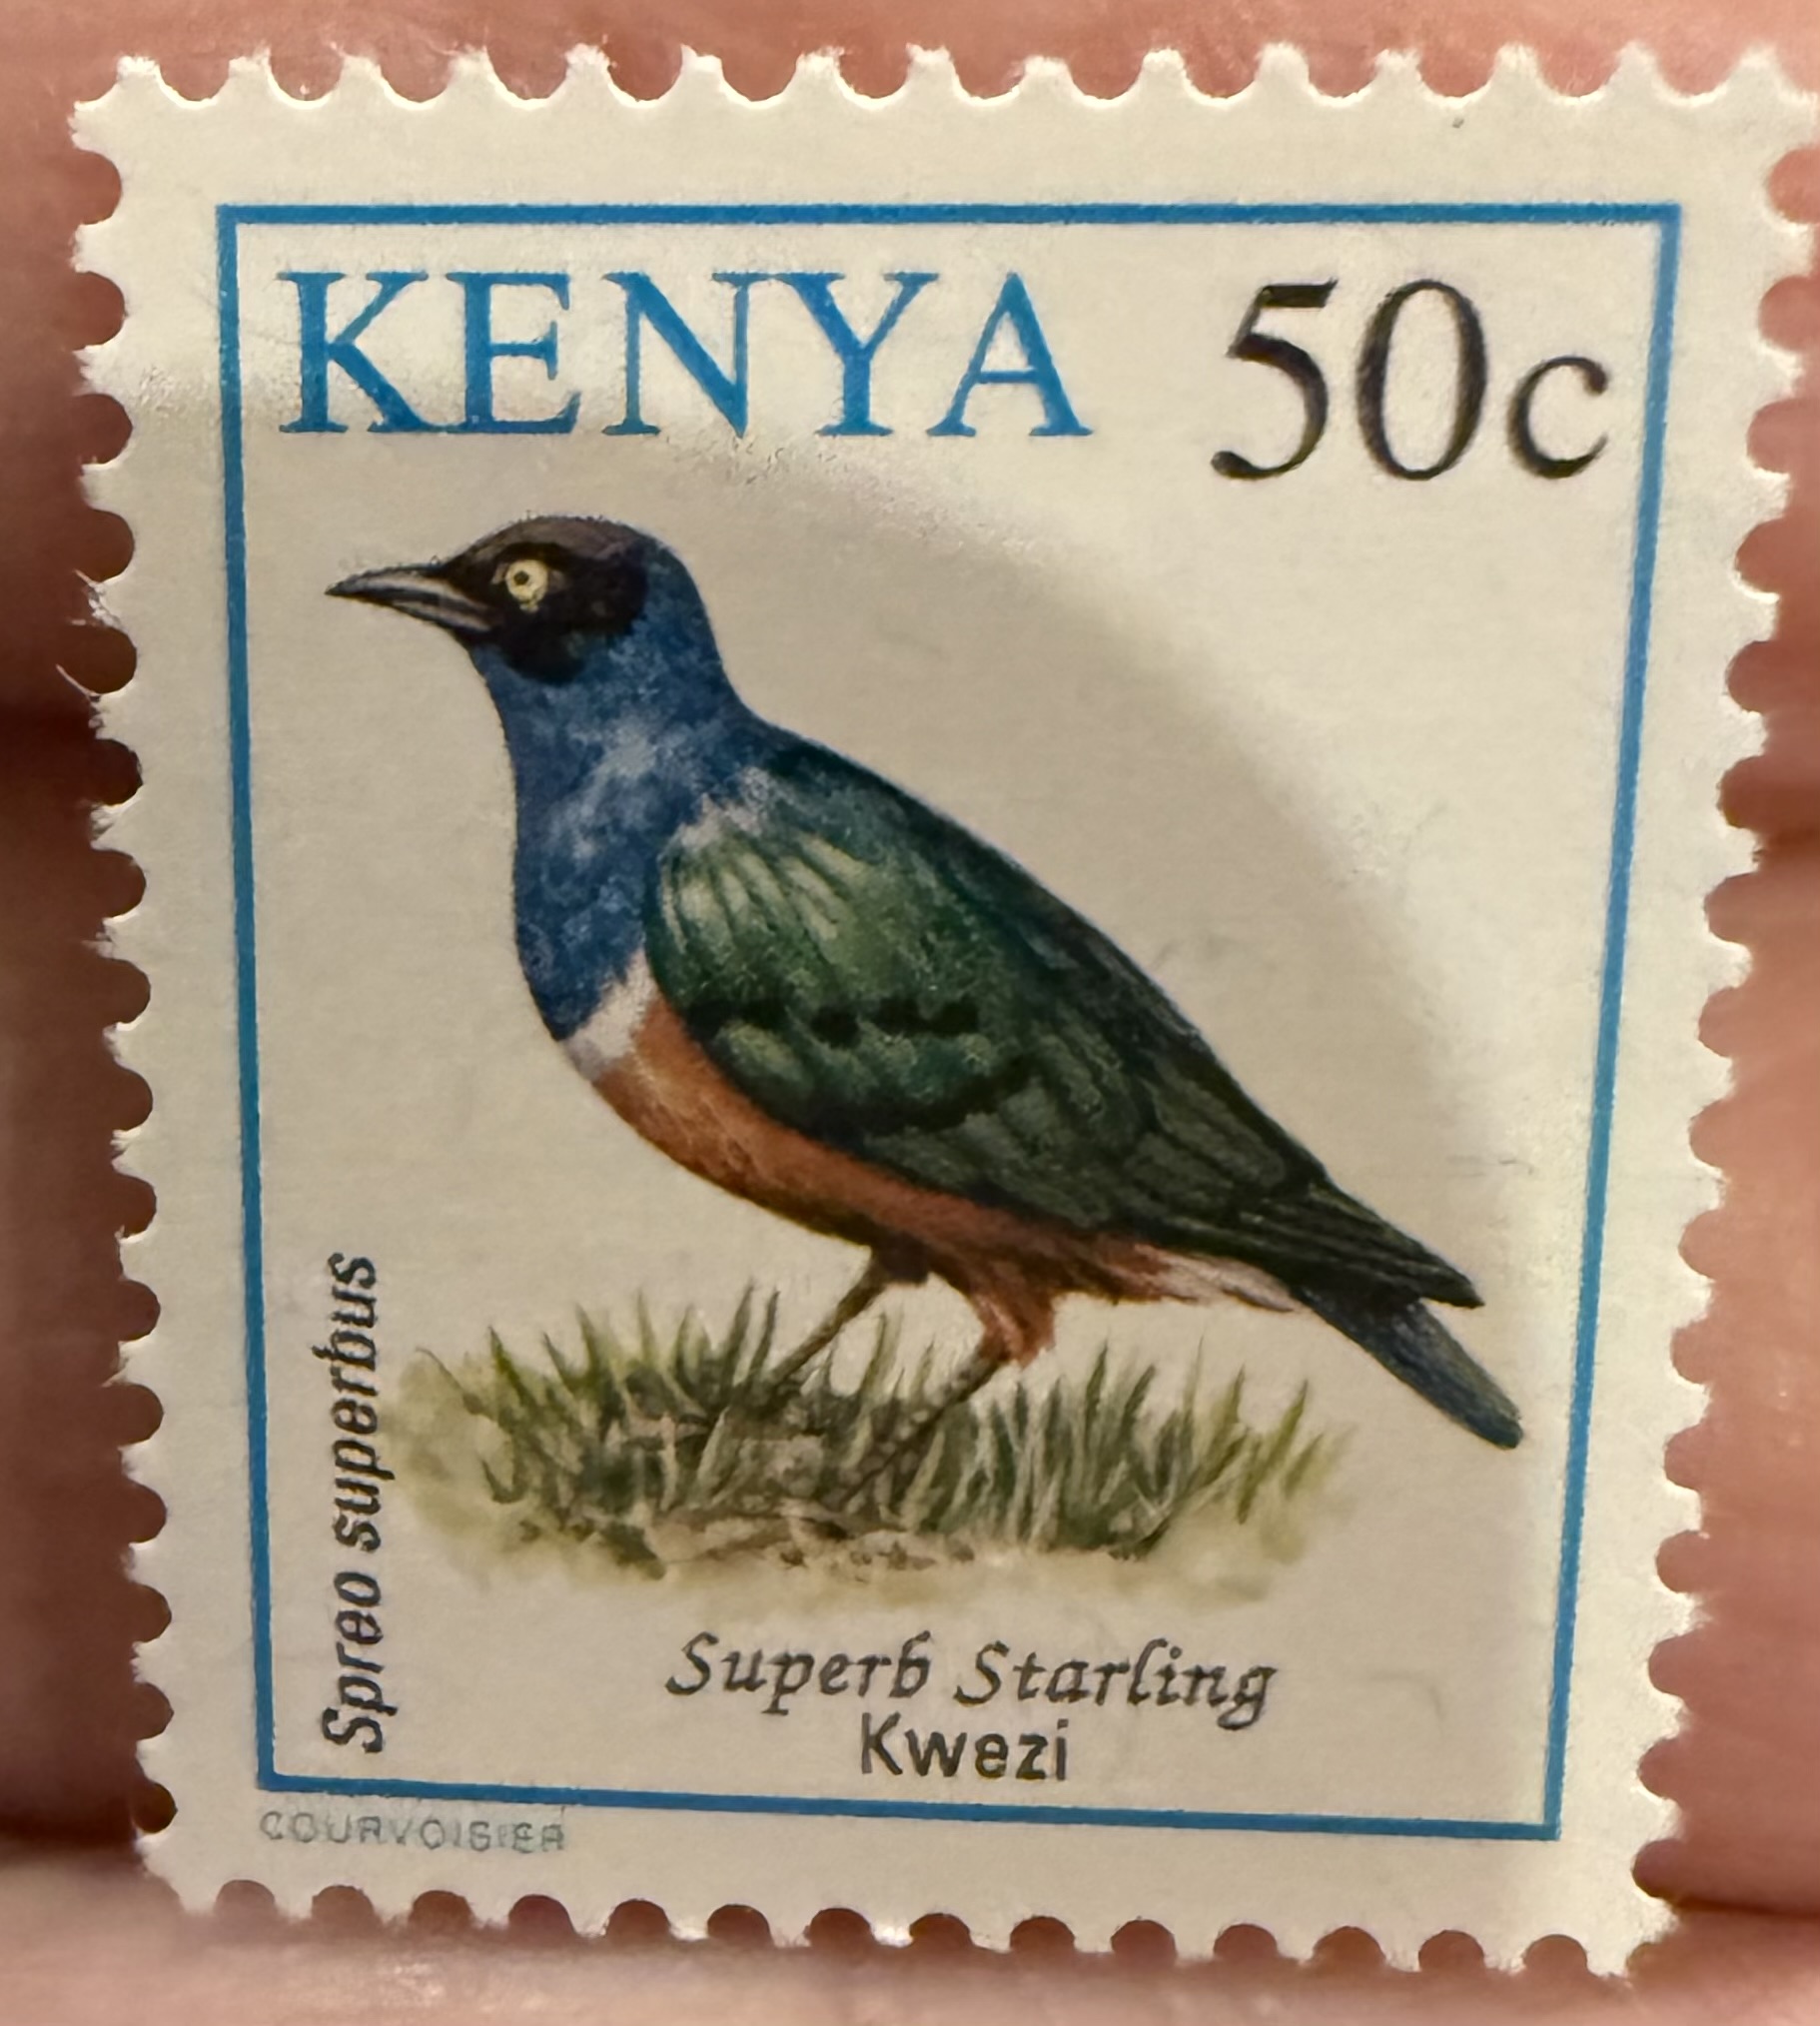 KENYA 50c
Spreo superbus
Superb Starling
Kwezi
COURVOISIER